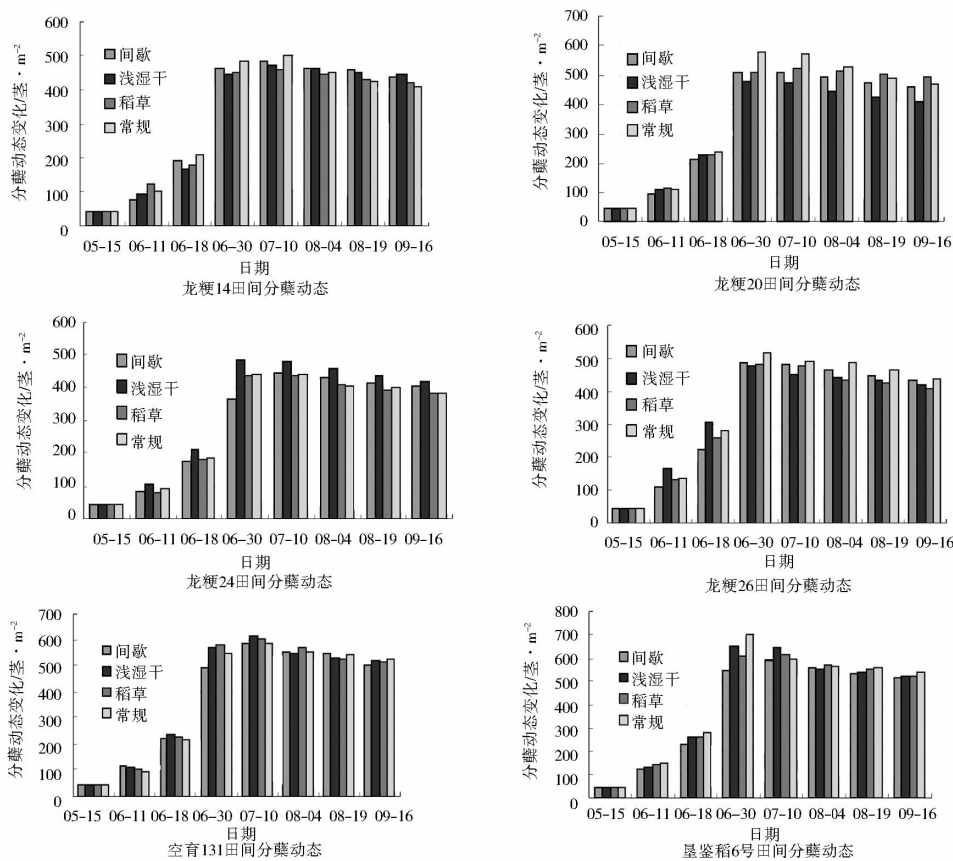 分蘖动态变化/茎·m⁻²
600
500
400
300
200
100
0
间歇
浅湿干
稻草
常规
05-15 06-11 06-18 06-30 07-10 08-04 08-19 09-16
日期
龙粳14田间分蘖动态
分蘖动态变化/茎·m⁻²
700
600
500
400
300
200
100
0
间歇
浅湿干
稻草
常规
05-15 06-11 06-18 06-30 07-10 08-04 08-19 09-16
日期
龙粳20田间分蘖动态
分蘖动态变化/茎·m⁻²
600
500
400
300
200
100
0
间歇
浅湿干
稻草
常规
05-15 06-11 06-18 06-30 07-10 08-04 08-19 09-16
日期
龙粳24田间分蘖动态
分蘖动态变化/茎·m⁻²
600
500
400
300
200
100
0
间歇
浅湿干
稻草
常规
05-15 06-11 06-18 06-30 07-10 08-04 08-19 09-16
日期
龙粳26田间分蘖动态
分蘖动态变化/茎·m⁻²
700
600
500
400
300
200
100
0
间歇
浅湿干
稻草
常规
05-15 06-11 06-18 06-30 07-10 08-04 08-19 09-16
日期
空育131田间分蘖动态
分蘖动态变化/茎·m⁻²
800
700
600
500
400
300
200
100
0
间歇
浅湿干
稻草
常规
05-15 06-11 06-18 06-30 07-10 08-04 08-19 09-16
日期
垦鉴稻6号田间分蘖动态